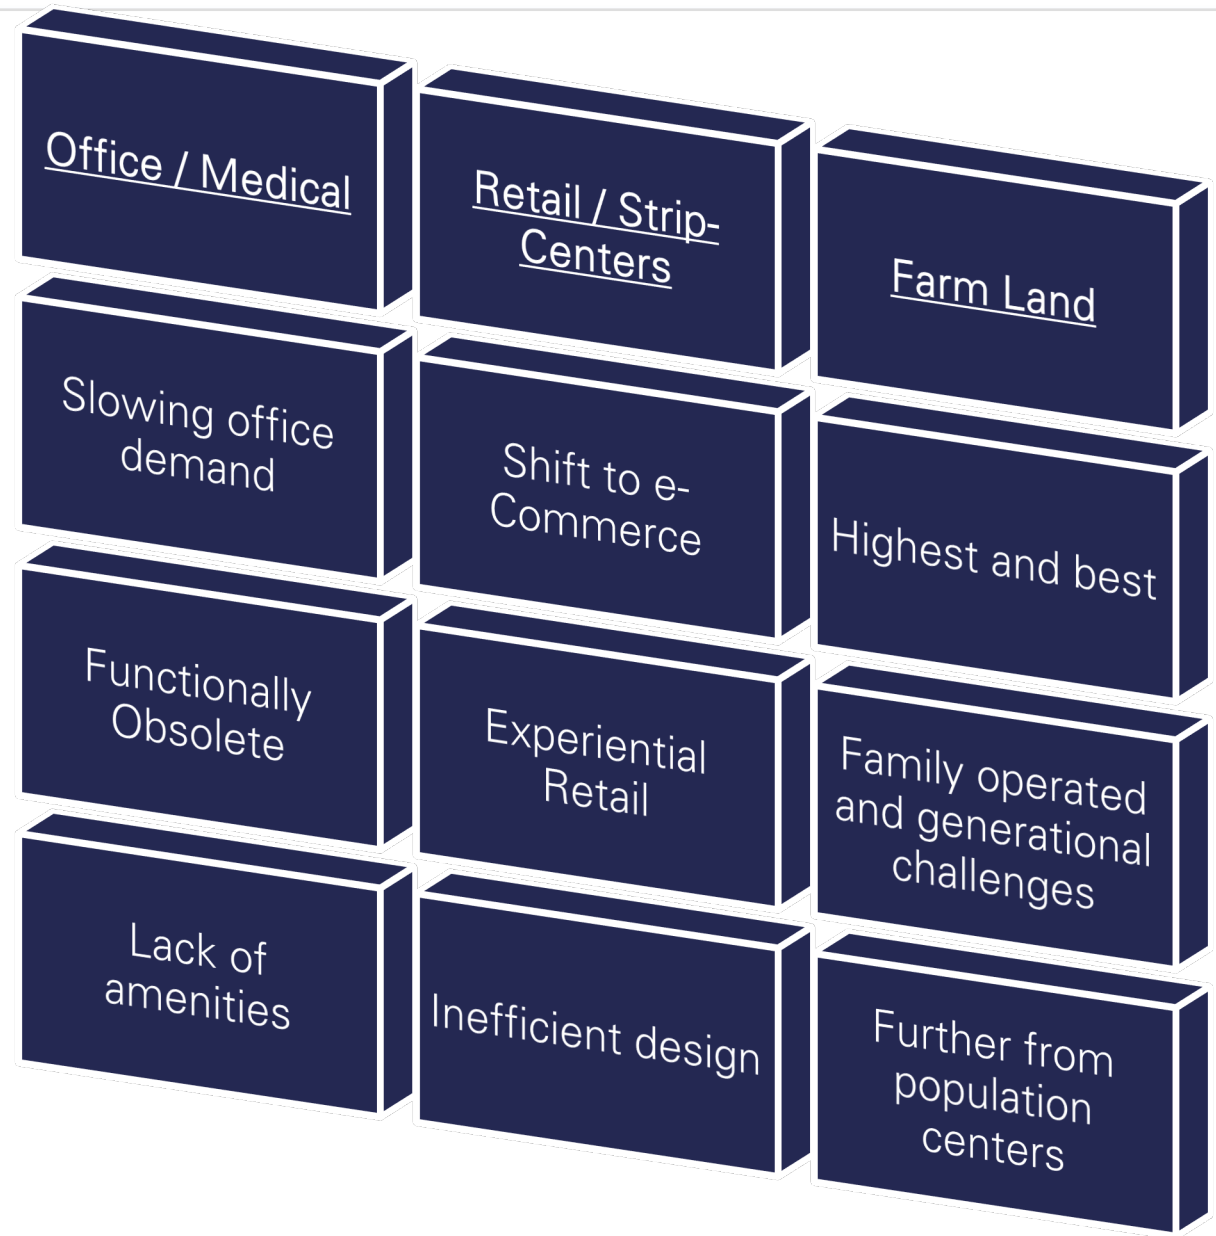 Office / Medical
Retail / Strip-
Centers
Farm Land
Slowing office
demand
Shift to e-
Commerce
Highest and best
Functionally
Obsolete
Experiential
Retail
Family operated
and generational
challenges
Lack of
amenities
Inefficient design
Further from
population
centers